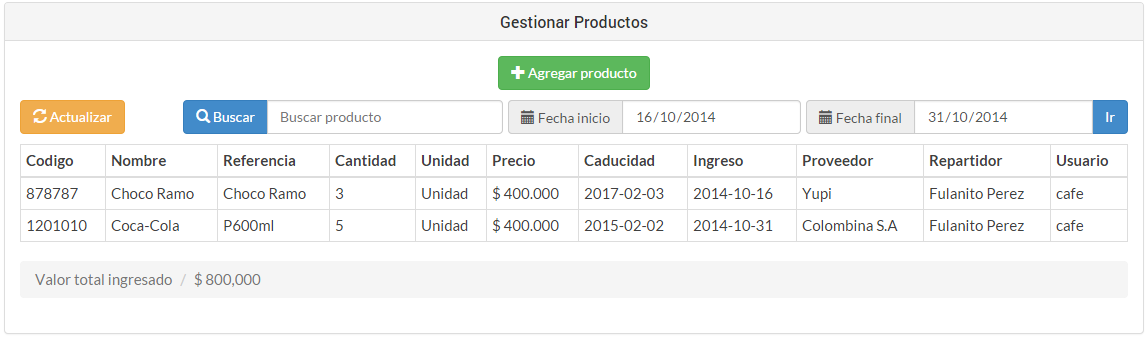 Gestionar Productos
Agregar producto
Actualizar Buscar Buscar producto Fecha inicio 16/10/2014 Fecha final 31/10/2014 Ir
Codigo Nombre Referencia Cantidad Unidad Precio Caducidad Ingreso Proveedor Repartidor Usuario
878787 Choco Ramo Choco Ramo 3 Unidad $ 400.000 2017-02-03 2014-10-16 Yupi Fulanito Perez cafe
1201010 Coca-Cola P600ml 5 Unidad $ 400.000 2015-02-02 2014-10-31 Colombina S.A Fulanito Perez cafe
Valor total ingresado / $ 800,000